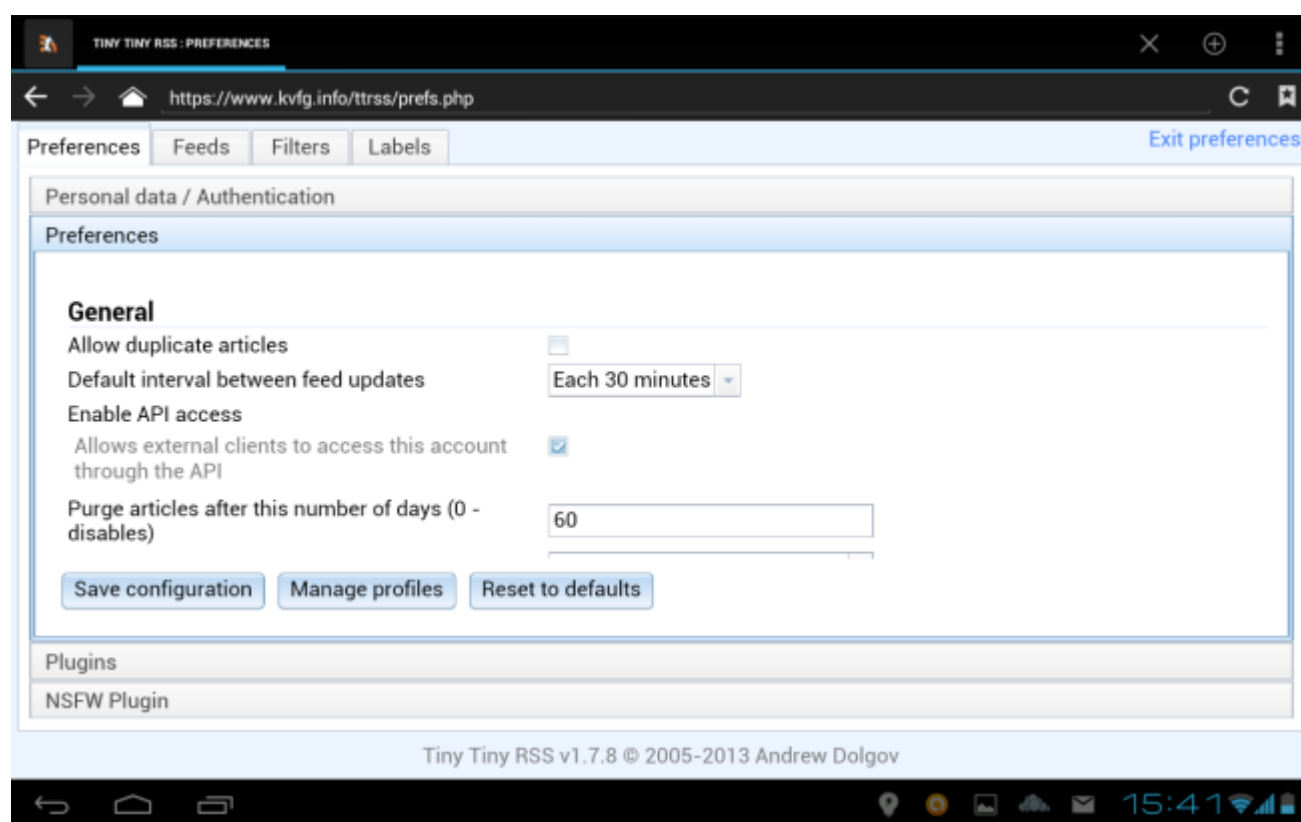 TINY TINY RSS : PREFERENCES
https://www.kvfg.info/ttrss/prefs.php
Preferences Feeds Filters Labels Exit preferences
Personal data / Authentication
Preferences
General
Allow duplicate articles
Default interval between feed updates Each 30 minutes
Enable API access
Allows external clients to access this account
through the API
Purge articles after this number of days (0 -
disables) 60
Save configuration Manage profiles Reset to defaults
Plugins
NSFW Plugin
Tiny Tiny RSS v1.7.8 © 2005-2013 Andrew Dolgov
15:41